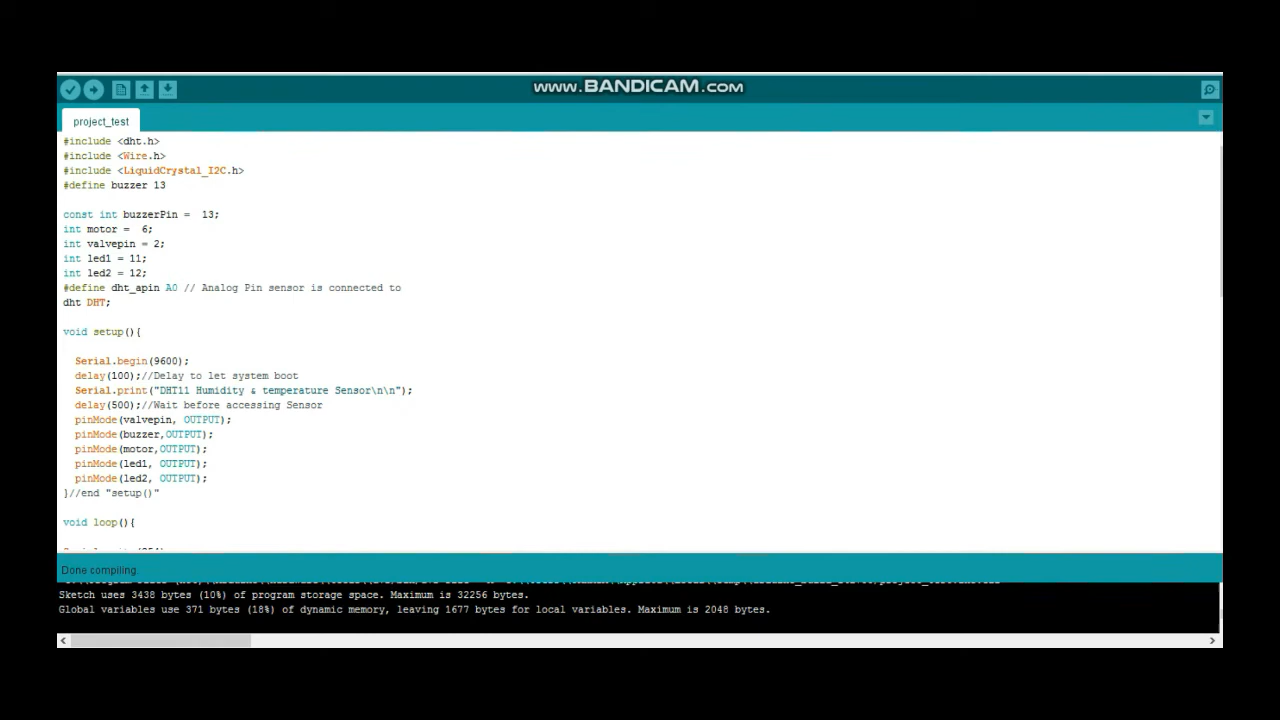 www.BANDICAM.com
project_test
#include <dht.h>
#include <Wire.h>
#include <LiquidCrystal_I2C.h>
#define buzzer 13
const int buzzerPin =  13;
int motor =  6;
int valvepin = 2;
int led1 = 11;
int led2 = 12;
#define dht_apin A0 // Analog Pin sensor is connected to
dht DHT;
void setup(){
Serial.begin(9600);
delay(100);//Delay to let system boot
Serial.print("DHT11 Humidity & temperature Sensor\n\n");
delay(500);//Wait before accessing Sensor
pinMode(valvepin, OUTPUT);
pinMode(buzzer,OUTPUT);
pinMode(motor,OUTPUT);
pinMode(led1, OUTPUT);
pinMode(led2, OUTPUT);
}//end "setup()"
void loop(){
Done compiling.
Sketch uses 3438 bytes (10%) of program storage space. Maximum is 32256 bytes.
Global variables use 371 bytes (18%) of dynamic memory, leaving 1677 bytes for local variables. Maximum is 2048 bytes.